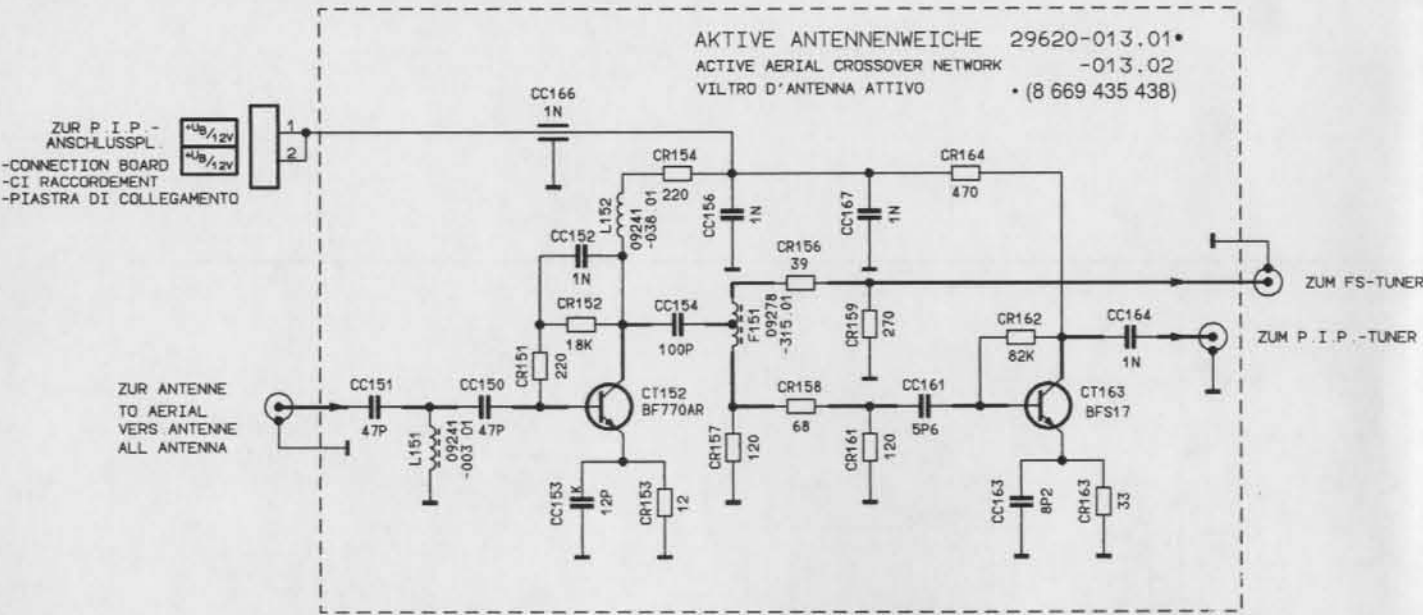 AKTIVE ANTENNENWEICHE 29620-013.01•
ACTIVE AERIAL CROSSOVER NETWORK -013.02
VILTRO D'ANTENNA ATTIVO • (8 669 435 438)
ZUR P.I.P.-
ANSCHLUSSPL.
-CONNECTION BOARD
-CI RACCORDEMENT
-PIASTRA DI COLLEGAMENTO
+UB/12V
+UB/12V
1
2
CC166
1N
CR154
220
L152
09241
-038.01
CC156
1N
CC167
1N
CR164
470
CC152
1N
CR152
18K
CR151
220
CC154
100P
F151
09278
-315.01
CR156
39
CR159
270
ZUM FS-TUNER
CR162
82K
CC164
1N
ZUM P.I.P.-TUNER
ZUR ANTENNE
TO AERIAL
VERS ANTENNE
ALL ANTENNA
CC151
47P
L151
09241
-003.01
CC150
47P
CT152
BF770AR
CC153
K
12P
CR153
12
CR157
120
CR158
68
CR161
120
CC161
5P6
CT163
BFS17
CC163
8P2
CR163
33